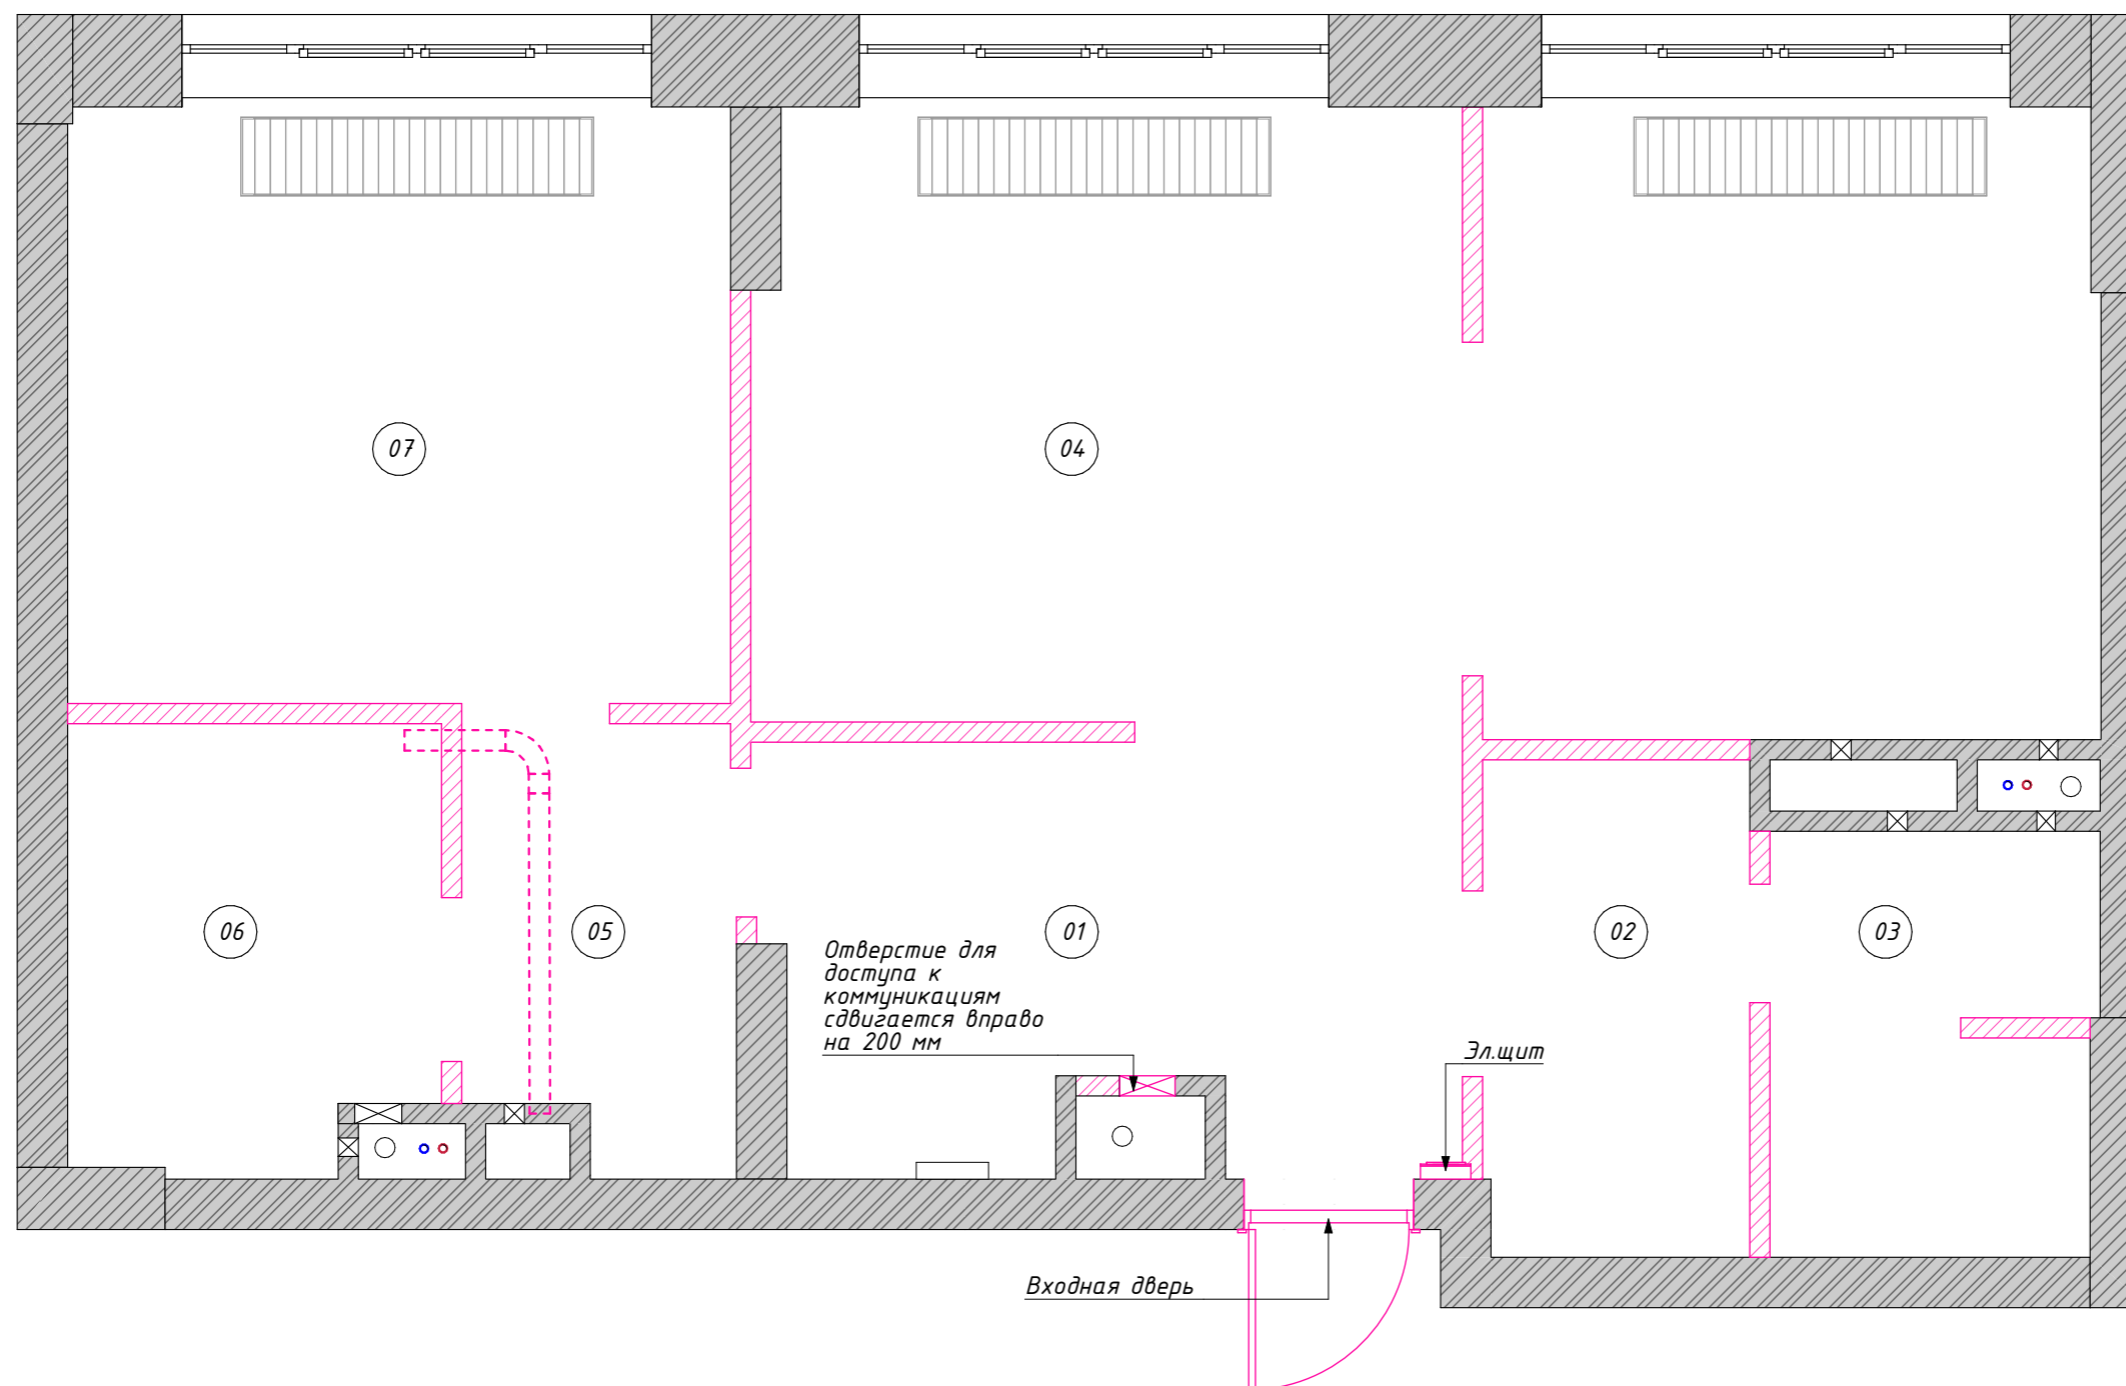 07
04
06
05
01
02
03
Отверстие для
доступа к
коммуникациям
сдвигается вправо
на 200 мм
Эл.щит
Входная дверь